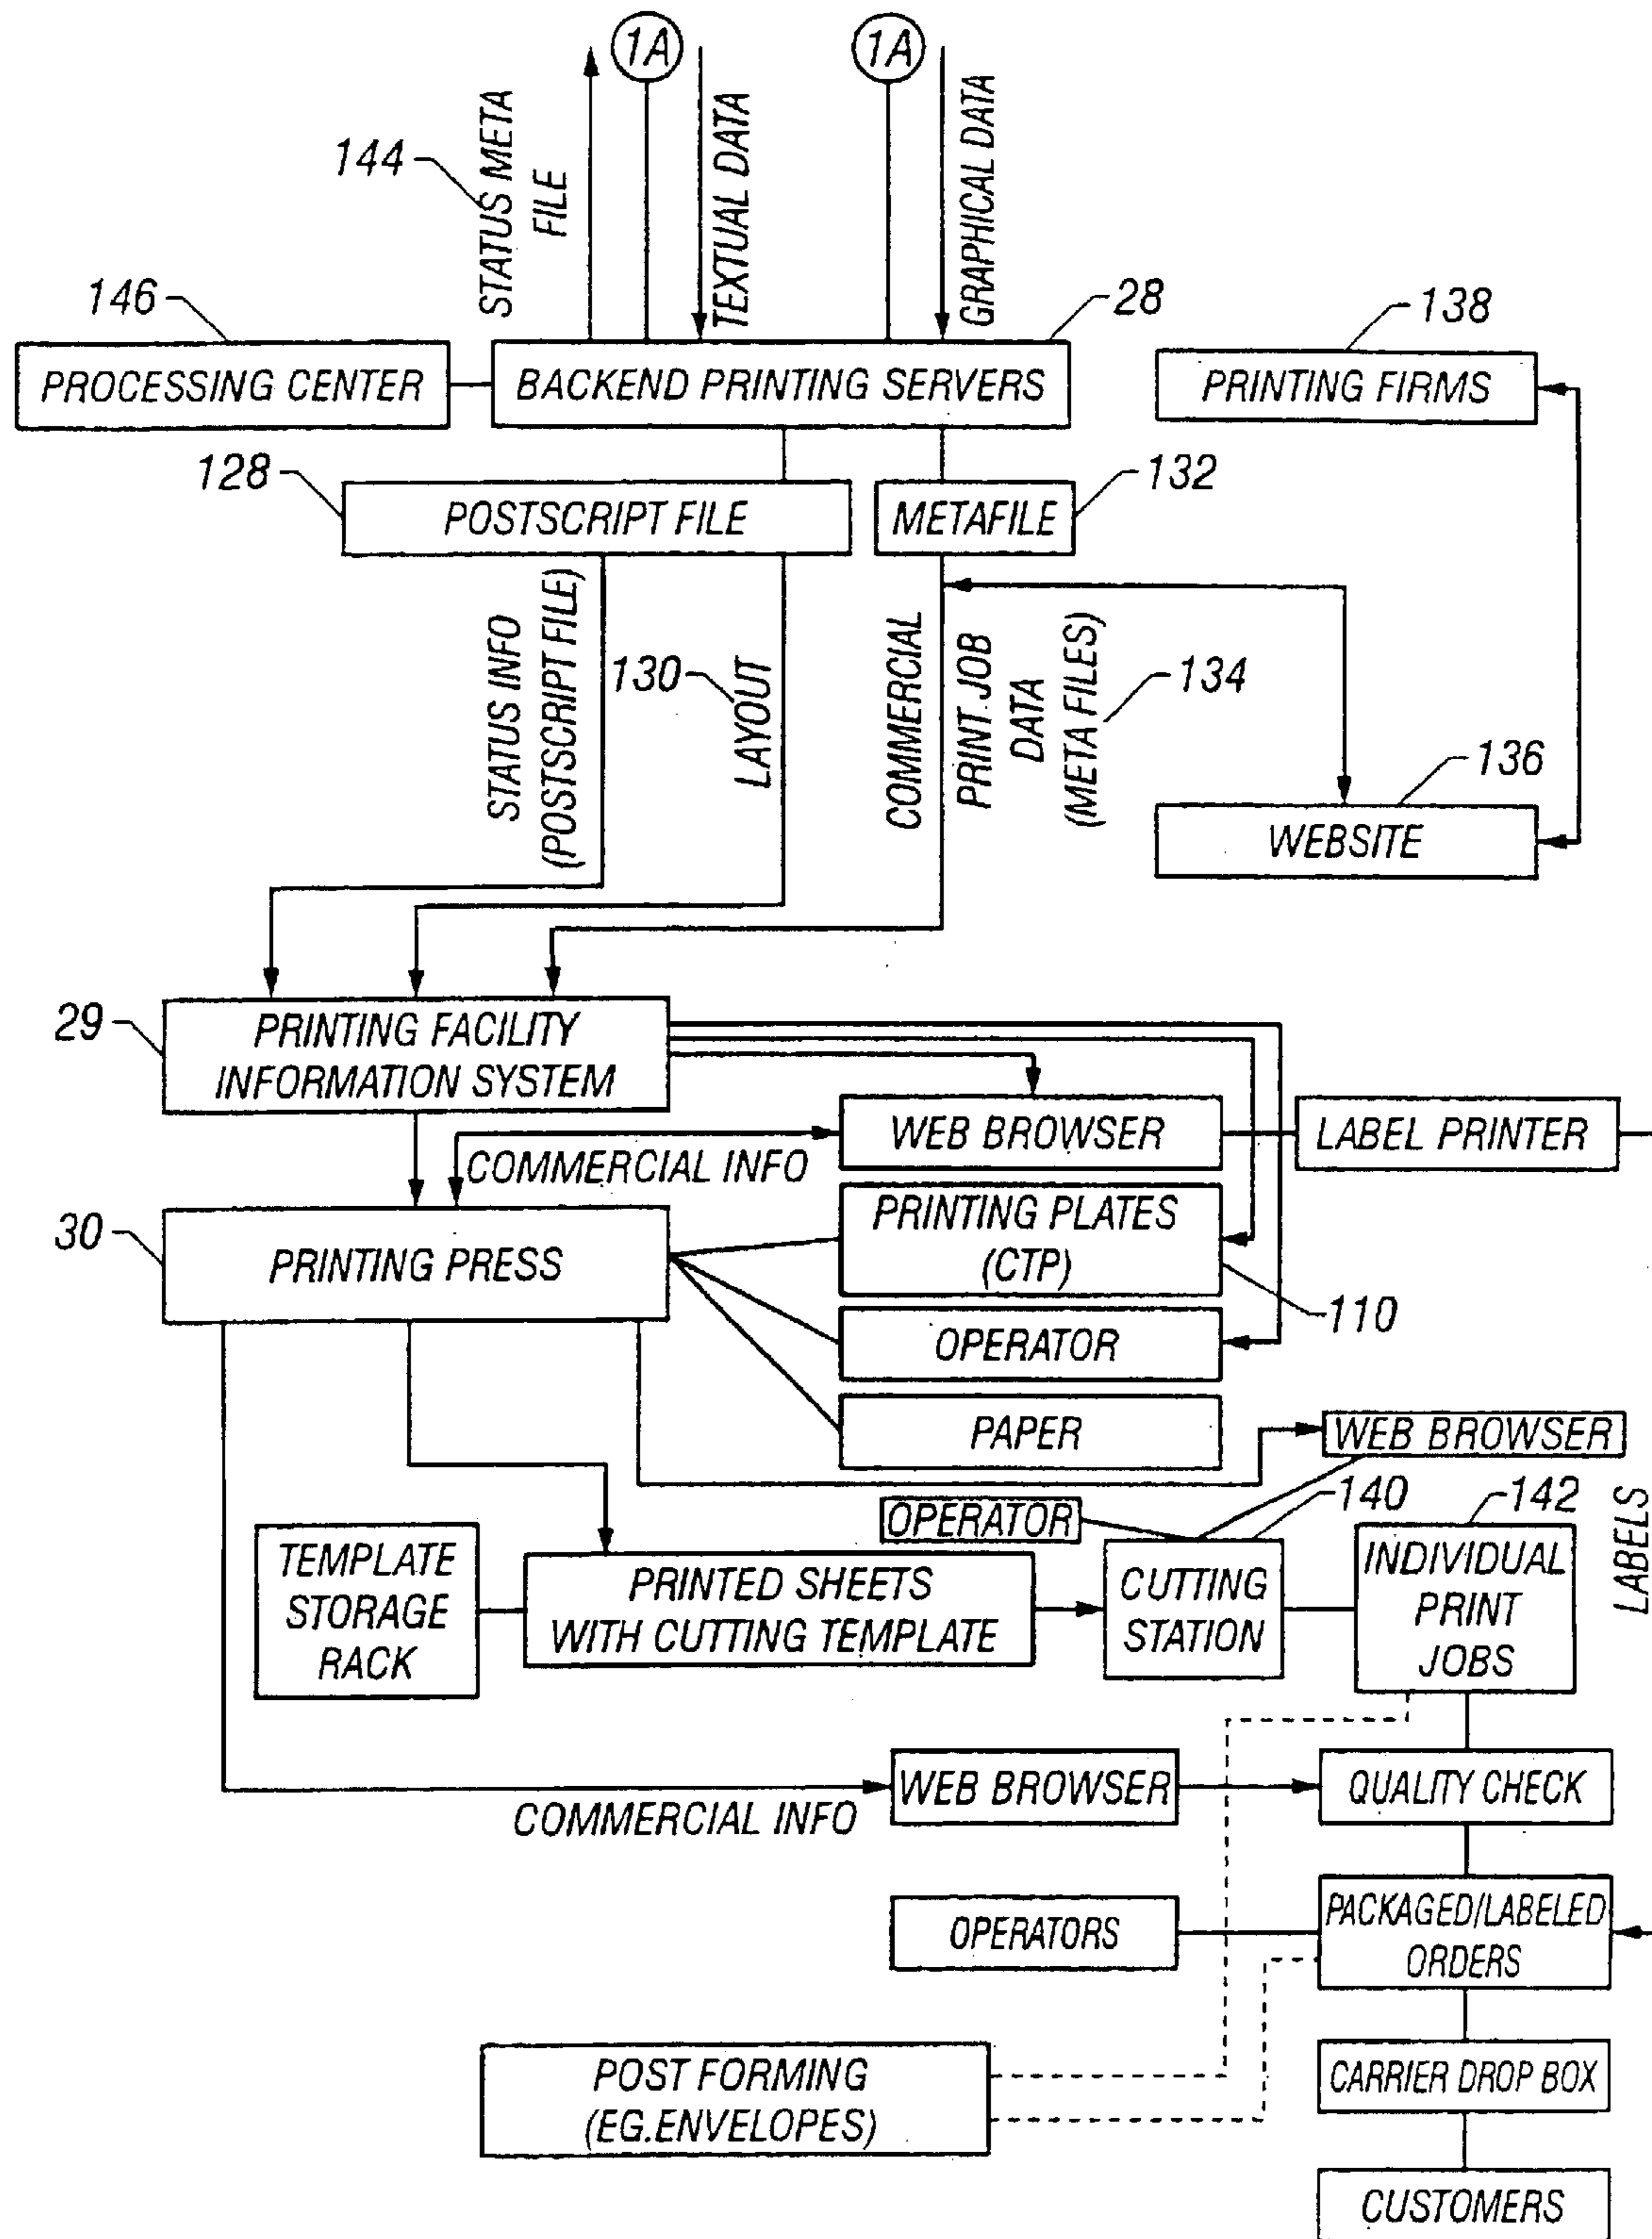 1A
1A
144
STATUS META
FILE
TEXTUAL DATA
GRAPHICAL DATA
146
28
138
PROCESSING CENTER
BACKEND PRINTING SERVERS
PRINTING FIRMS
128
132
POSTSCRIPT FILE
METAFILE
STATUS INFO
(POSTSCRIPT FILE)
130
LAYOUT
COMMERCIAL
PRINT JOB
DATA
(META FILES)
134
136
WEBSITE
29
PRINTING FACILITY
INFORMATION SYSTEM
WEB BROWSER
LABEL PRINTER
COMMERCIAL INFO
30
PRINTING PRESS
PRINTING PLATES
(CTP)
110
OPERATOR
PAPER
WEB BROWSER
OPERATOR
140
142
LABELS
TEMPLATE
STORAGE
RACK
PRINTED SHEETS
WITH CUTTING TEMPLATE
CUTTING
STATION
INDIVIDUAL
PRINT
JOBS
WEB BROWSER
QUALITY CHECK
COMMERCIAL INFO
OPERATORS
PACKAGED/LABELED
ORDERS
POST FORMING
(EG.ENVELOPES)
CARRIER DROP BOX
CUSTOMERS